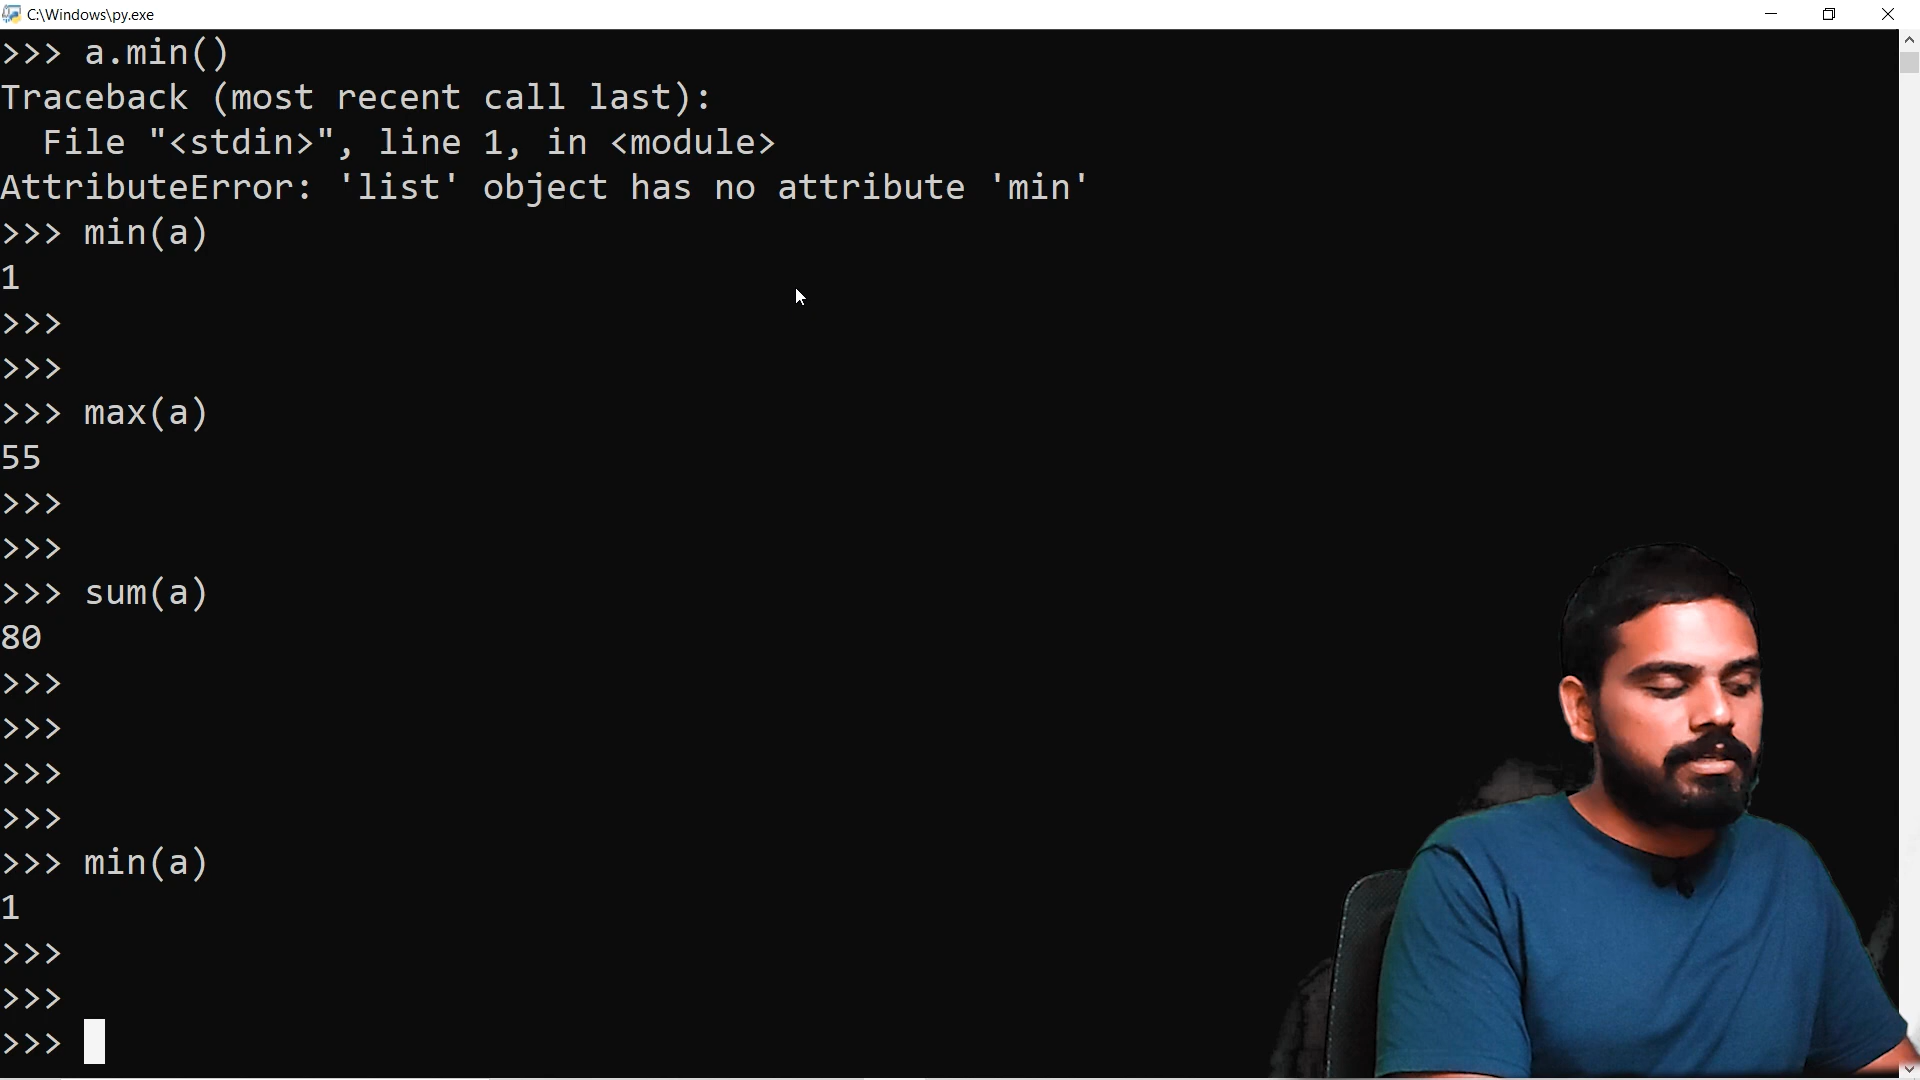 C:\Windows\py.exe
>>> a.min()
Traceback (most recent call last):
  File "<stdin>", line 1, in <module>
AttributeError: 'list' object has no attribute 'min'
>>> min(a)
1
>>>
>>>
>>> max(a)
55
>>>
>>>
>>> sum(a)
80
>>>
>>>
>>>
>>>
>>> min(a)
1
>>>
>>>
>>>